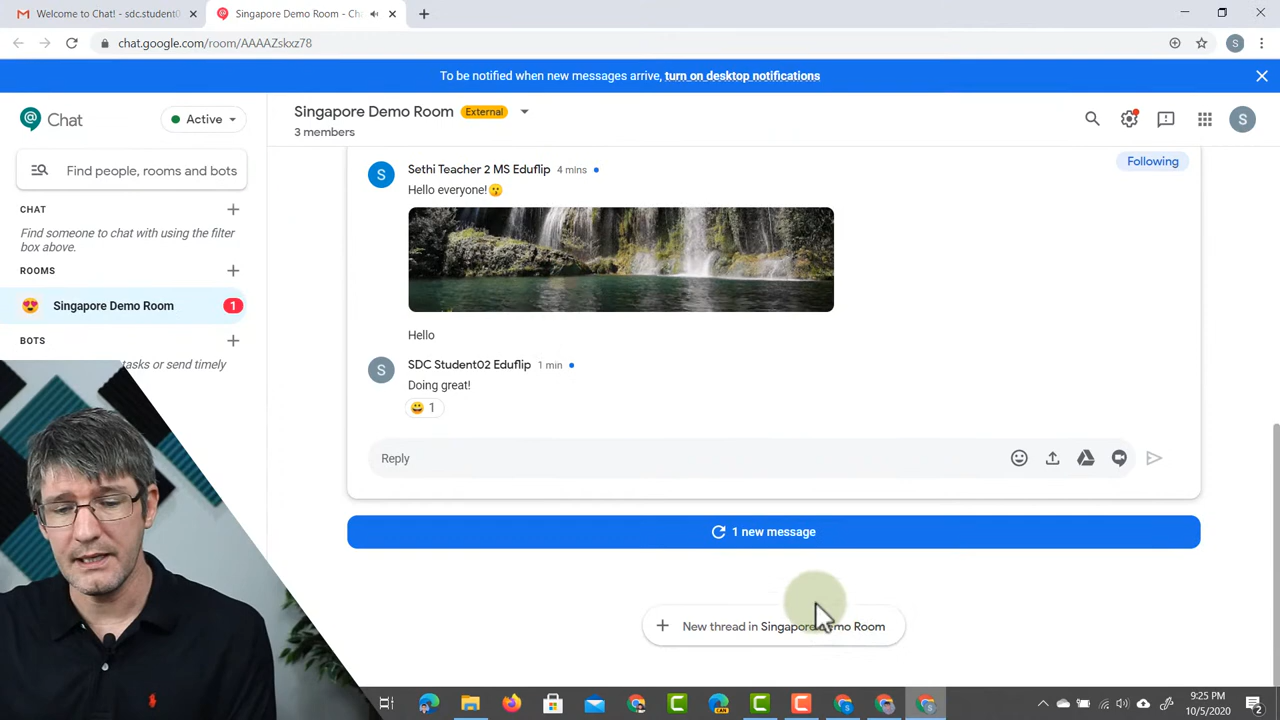 Welcome to Chat! - sdc.student0
Singapore Demo Room - Ch
chat.google.com/room/AAAAZskxz78
S
To be notified when new messages arrive, turn on desktop notifications
Chat
Active
Singapore Demo Room External
3 members
S
Find people, rooms and bots
CHAT
Find someone to chat with using the filter
box above.
ROOMS
Singapore Demo Room 1
BOTS
tasks or send timely
Following
S
Sethi Teacher 2 MS Eduflip 4 mins
Hello everyone!😗
Hello
S
SDC Student02 Eduflip 1 min
Doing great!
😀 1
Reply
1 new message
New thread in Singapore Demo Room
9:25 PM
10/5/2020
2